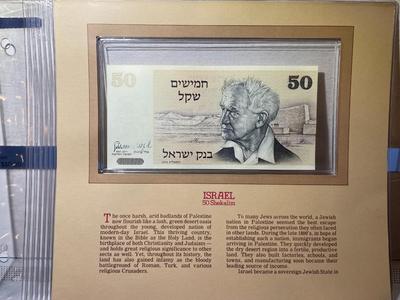 50
חמישים
שקל
50
בנק ישראל
ISRAEL
50 Shekalim
The once harsh, arid badlands of Palestine
now flourish like a lush, green desert oasis
throughout the young, developed nation of
modern-day Israel. This thriving country,
known in the Bible as the Holy Land, is the
birthplace of both Christianity and Judaism—
and holds great religious significance to other
sects as well. Yet, throughout its history, the
land has also gained infamy as the bloody
battleground of Roman, Turk, and various
religious Crusaders.
To many Jews across the world, a Jewish
nation in Palestine seemed the best escape
from the religious persecution they often faced
in other lands. During the late 1800's, in hope of
establishing such a nation, immigrants began
arriving in Palestine. They quickly developed
the dry desert region into a fertile, productive
land. They also built factories, schools, and
towns, and manufacturing soon became their
leading source of income.
Israel became a sovereign Jewish State in